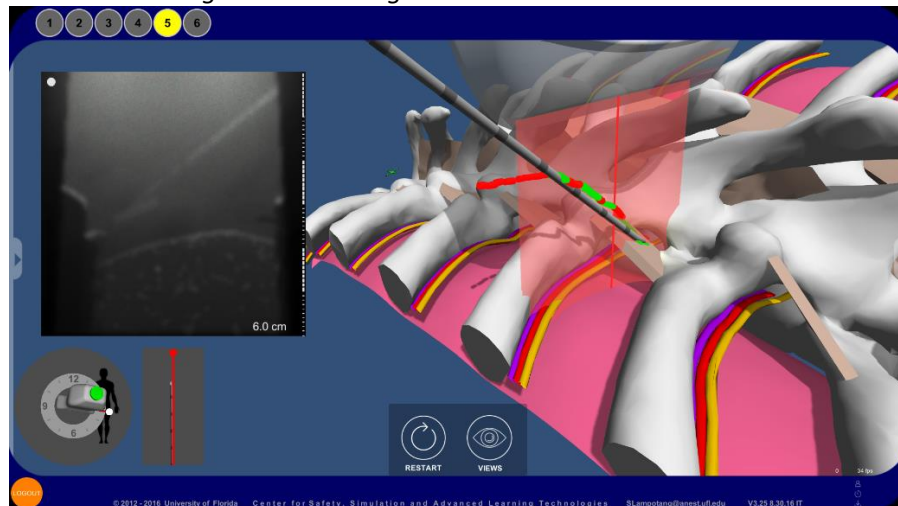 1 2 3 4 5 6
6.0 cm
12
9
6
RESTART VIEWS
0 34 fps
LOGOUT
© 2012 - 2016 University of Florida Center for Safety, Simulation and Advanced Learning Technologies SLampotang@anest.ufl.edu V3.25.8.30.16 IT